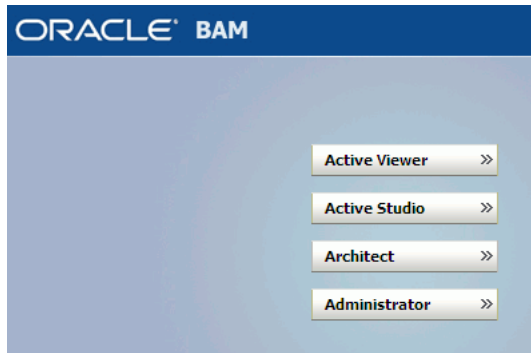 ORACLE® BAM
Active Viewer »
Active Studio »
Architect »
Administrator »